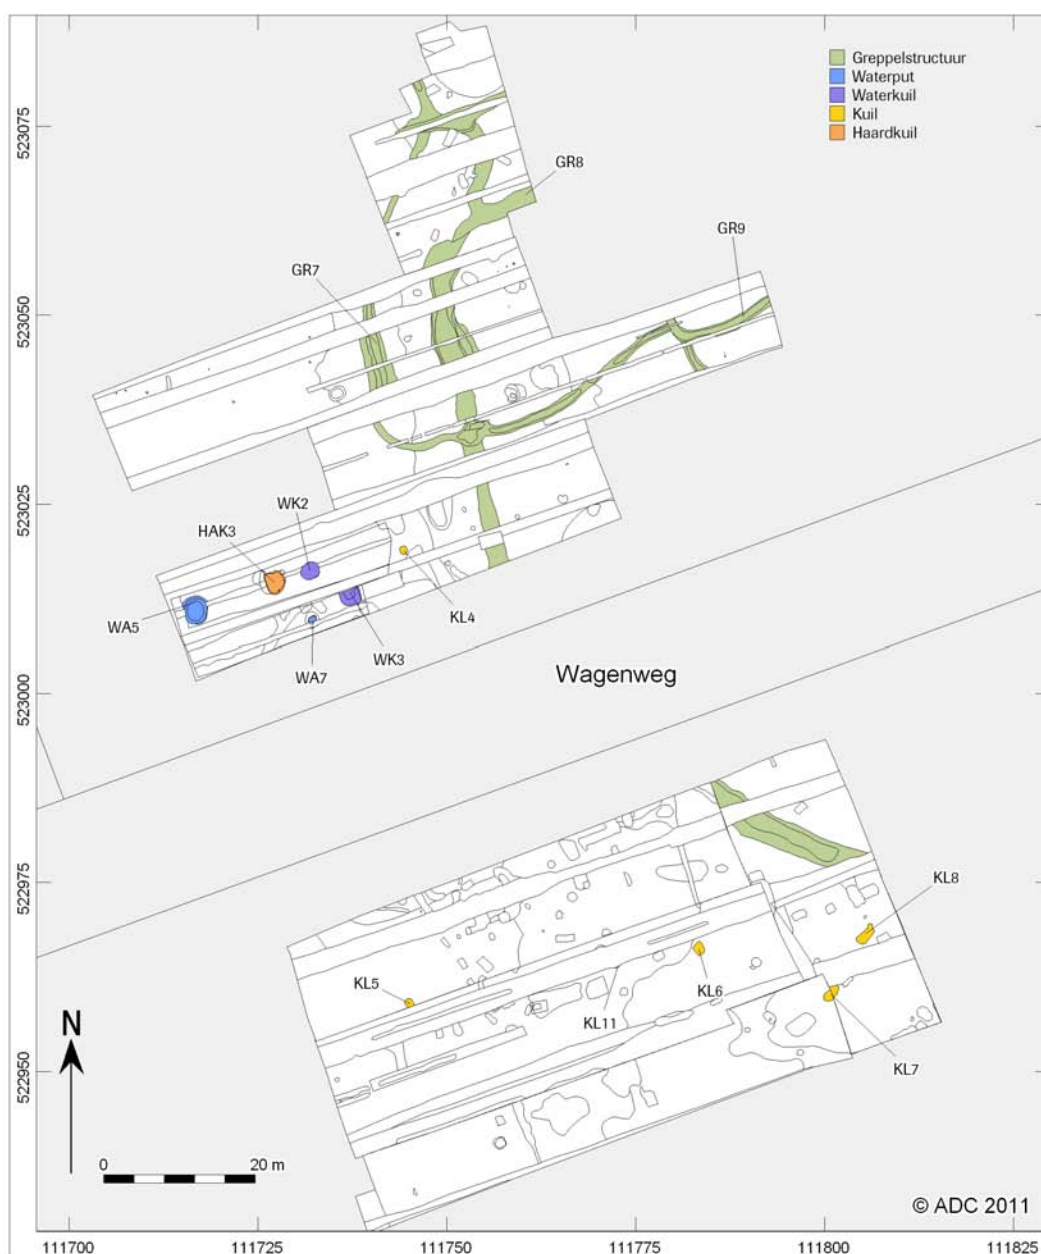 Greppelstructuur
Waterput
Waterkuil
Kuil
Haardkuil
523075
GR8
GR9
GR7
523050
523025
WK2
HAK3
WA5
KL4
WK3
WA7
523000
Wagenweg
522975
KL8
KL5
KL6
KL11
KL7
522950
N
0 20 m
© ADC 2011
111700 111725 111750 111775 111800 111825